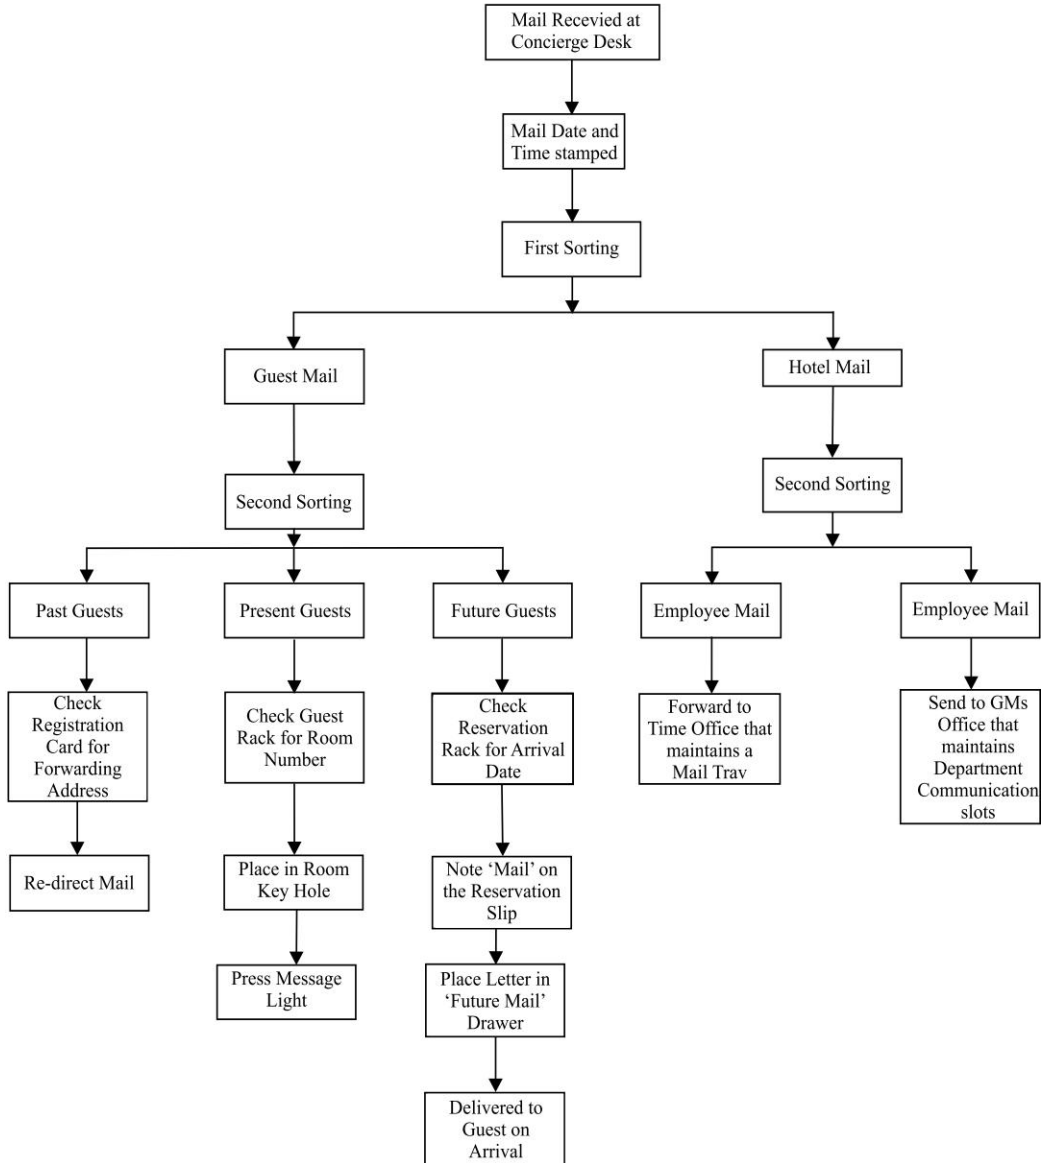 Mail Recevied at
Concierge Desk
Mail Date and
Time stamped
First Sorting
Guest Mail
Hotel Mail
Second Sorting
Second Sorting
Past Guests
Present Guests
Future Guests
Employee Mail
Employee Mail
Check
Registration
Card for
Forwarding
Address
Check Guest
Rack for Room
Number
Check
Reservation
Rack for Arrival
Date
Forward to
Time Office that
maintains a
Mail Trav
Send to GMs
Office that
maintains
Department
Communication
slots
Re-direct Mail
Place in Room
Key Hole
Note ‘Mail’ on
the Reservation
Slip
Press Message
Light
Place Letter in
‘Future Mail’
Drawer
Delivered to
Guest on
Arrival